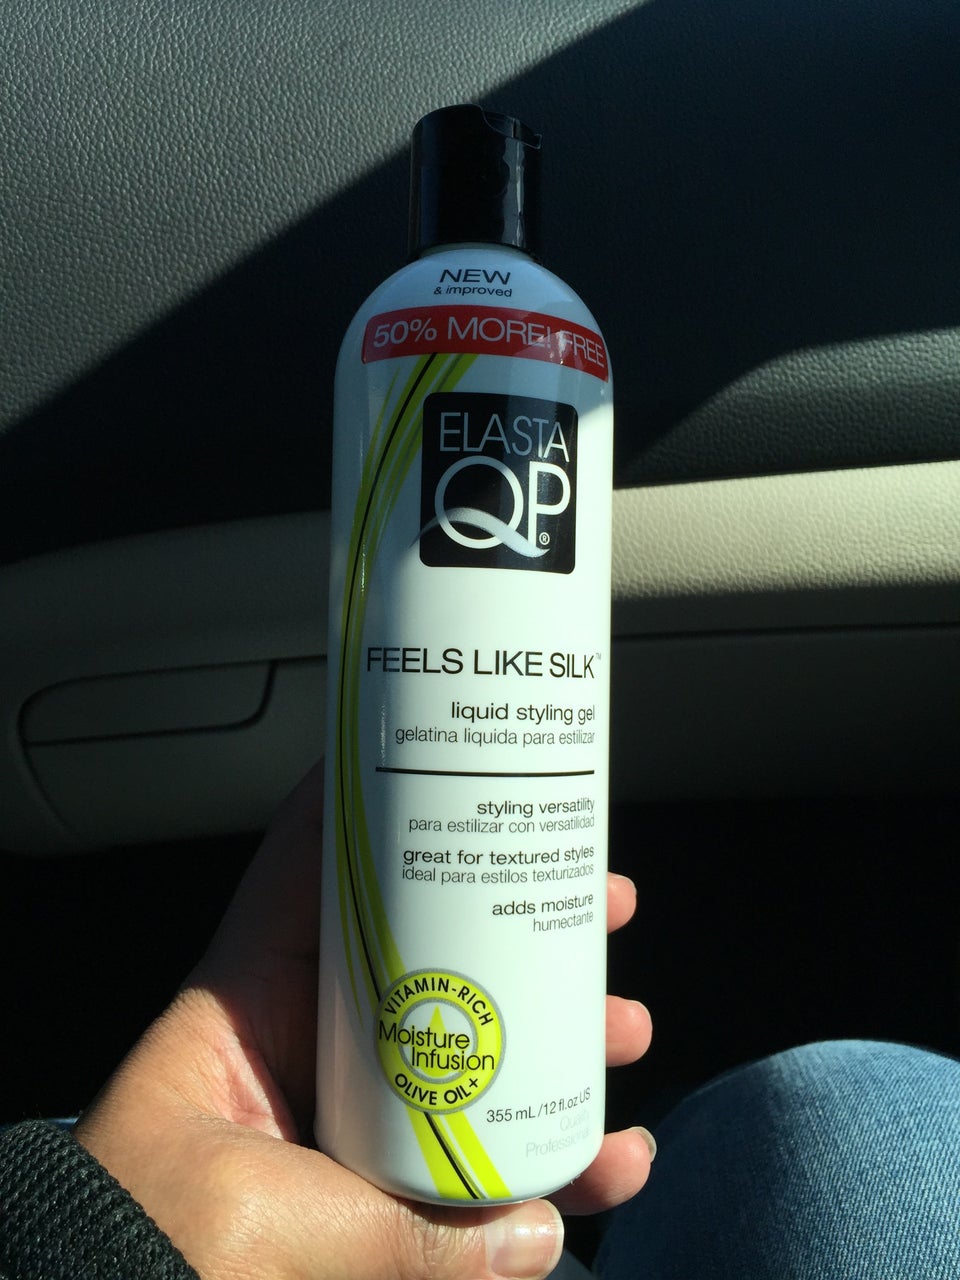 NEW
& improved
50% MORE! FREE
ELASTA
QP®
FEELS LIKE SILK™
liquid styling gel
gelatina liquida para estilizar
styling versatility
para estilizar con versatilidad
great for textured styles
ideal para estilos texturizados
adds moisture
humectante
VITAMIN-RICH
Moisture
Infusion
OLIVE OIL+
355 mL/12 fl.oz US
Quality
Professional